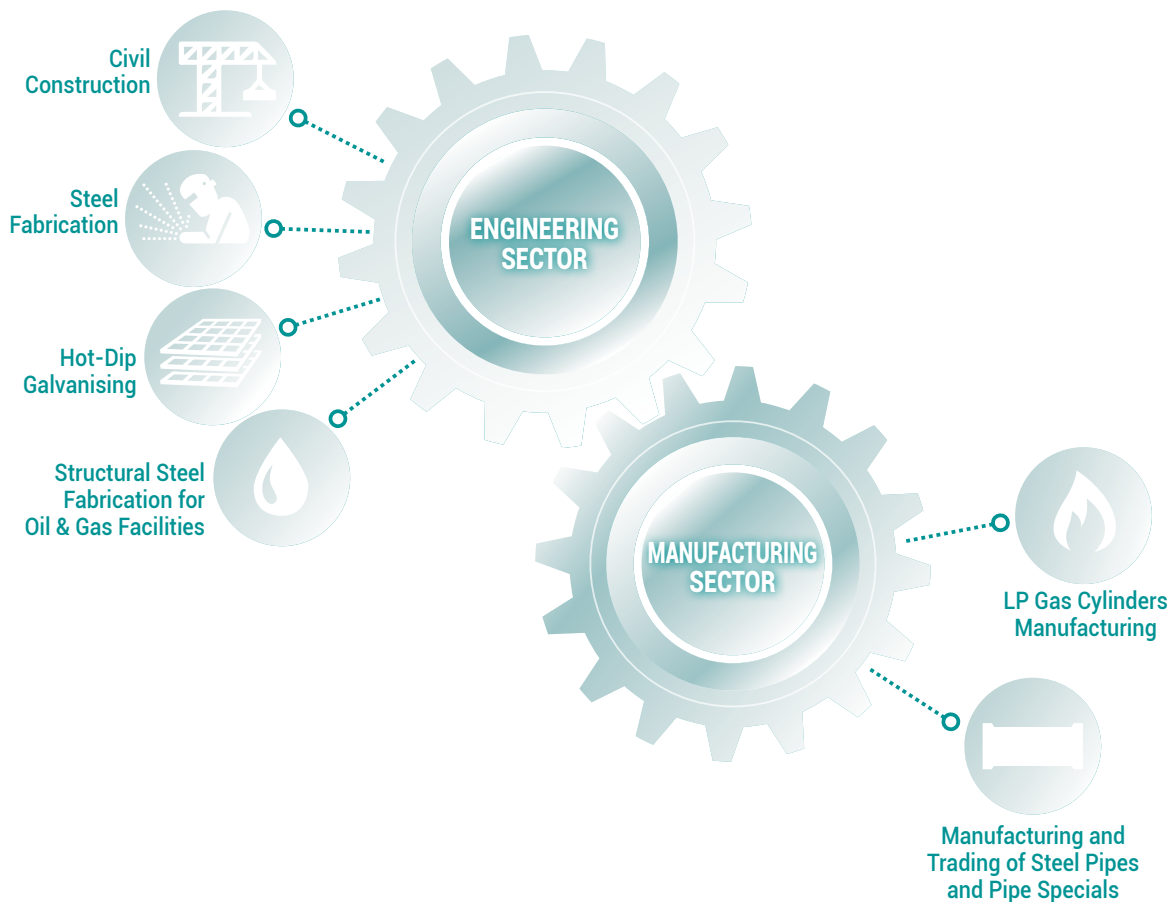 Civil
Construction
Steel
Fabrication
Hot-Dip
Galvanising
Structural Steel
Fabrication for
Oil & Gas Facilities
ENGINEERING
SECTOR
MANUFACTURING
SECTOR
LP Gas Cylinders
Manufacturing
Manufacturing and
Trading of Steel Pipes
and Pipe Specials